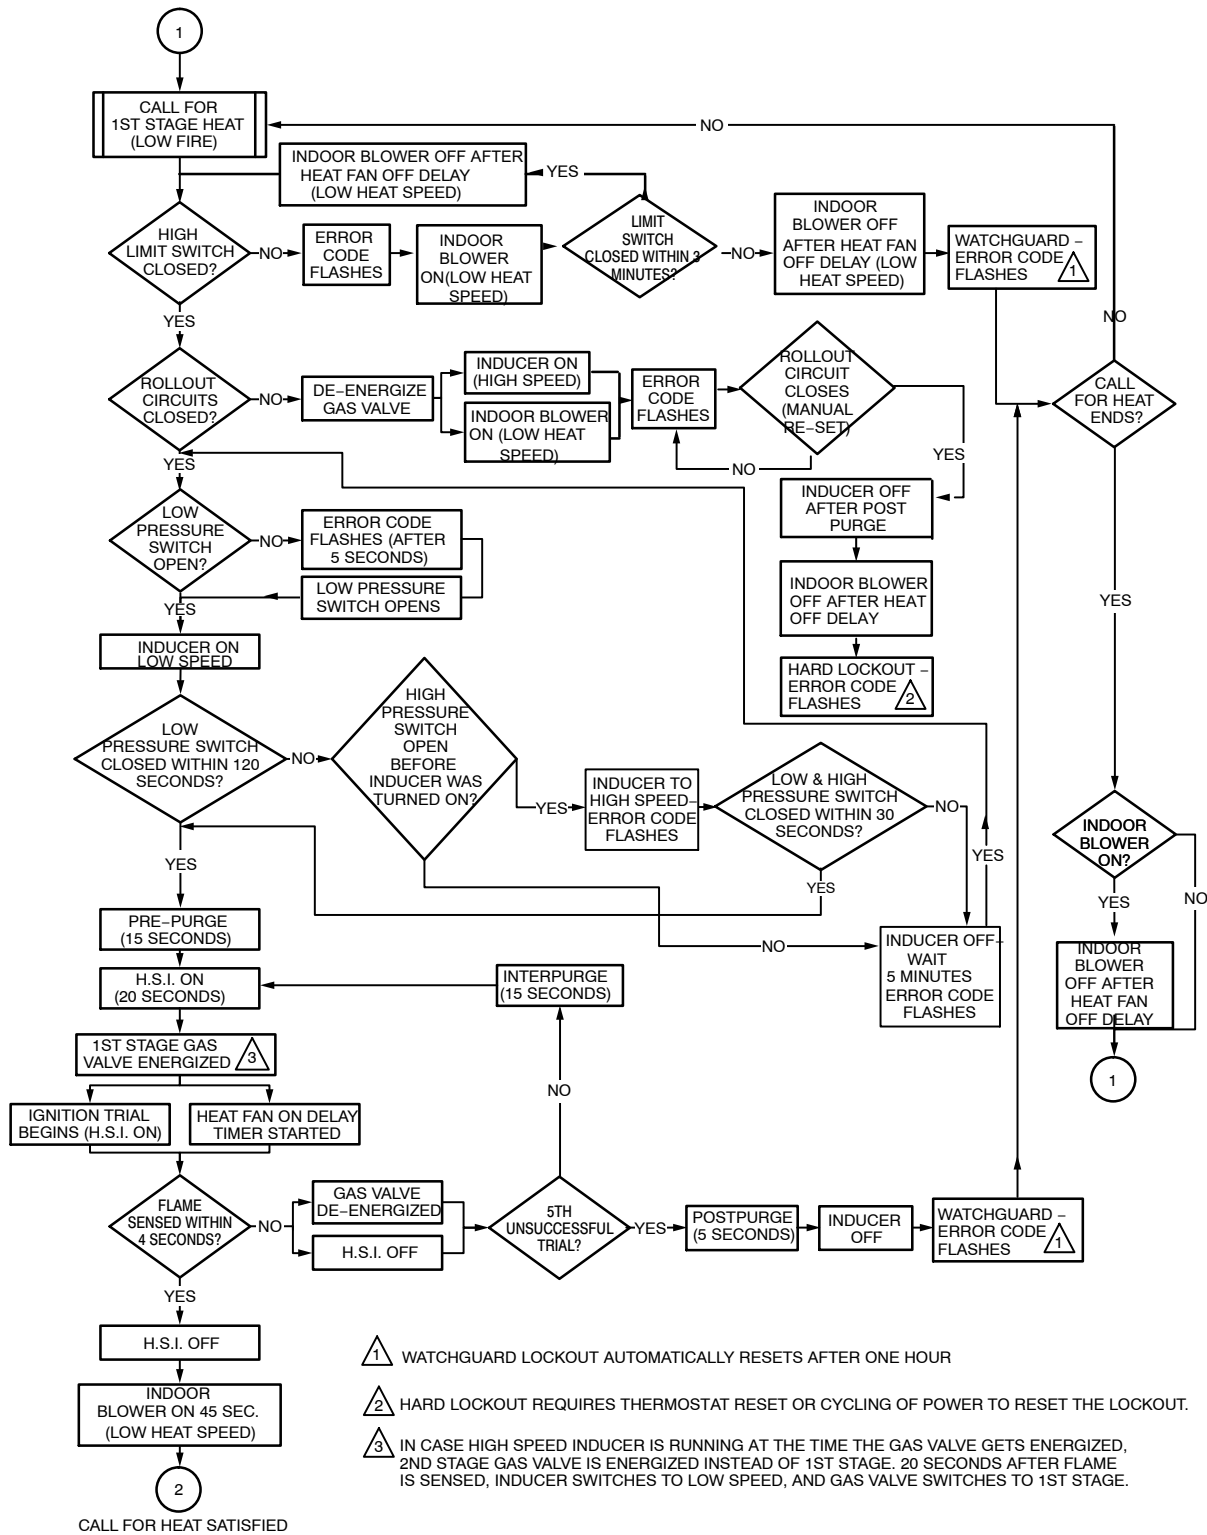 1
CALL FOR
1ST STAGE HEAT
(LOW FIRE)
NO
INDOOR BLOWER OFF AFTER
HEAT FAN OFF DELAY
(LOW HEAT SPEED)
YES
HIGH
LIMIT SWITCH
CLOSED?
NO
ERROR
CODE
FLASHES
INDOOR
BLOWER
ON(LOW HEAT
SPEED)
LIMIT
SWITCH
CLOSED WITHIN 3
MINUTES?
NO
INDOOR
BLOWER OFF
AFTER HEAT FAN
OFF DELAY (LOW
HEAT SPEED)
WATCHGUARD –
ERROR CODE
FLASHES
1
NO
YES
ROLLOUT
CIRCUITS
CLOSED?
NO
DE–ENERGIZE
GAS VALVE
INDUCER ON
(HIGH SPEED)
INDOOR BLOWER
ON (LOW HEAT
SPEED)
ERROR
CODE
FLASHES
ROLLOUT
CIRCUIT
CLOSES
(MANUAL
RE–SET)
NO
YES
CALL
FOR HEAT
ENDS?
YES
LOW
PRESSURE
SWITCH
OPEN?
NO
ERROR CODE
FLASHES (AFTER
5 SECONDS)
LOW PRESSURE
SWITCH OPENS
INDUCER OFF
AFTER POST
PURGE
INDOOR BLOWER
OFF AFTER HEAT
OFF DELAY
HARD LOCKOUT –
ERROR CODE
FLASHES
2
YES
YES
INDUCER ON
LOW SPEED
LOW
PRESSURE SWITCH
CLOSED WITHIN 120
SECONDS?
NO
HIGH
PRESSURE
SWITCH
OPEN
BEFORE
INDUCER WAS
TURNED ON?
YES
INDUCER TO
HIGH SPEED–
ERROR CODE
FLASHES
LOW & HIGH
PRESSURE SWITCH
CLOSED WITHIN 30
SECONDS?
NO
YES
YES
NO
INDUCER OFF–
WAIT
5 MINUTES
ERROR CODE
FLASHES
INDOOR
BLOWER
ON?
YES
NO
INDOOR
BLOWER
OFF AFTER
HEAT FAN
OFF DELAY
1
YES
PRE–PURGE
(15 SECONDS)
H.S.I. ON
(20 SECONDS)
INTERPURGE
(15 SECONDS)
1ST STAGE GAS
VALVE ENERGIZED
3
IGNITION TRIAL
BEGINS (H.S.I. ON)
HEAT FAN ON DELAY
TIMER STARTED
NO
FLAME
SENSED WITHIN
4 SECONDS?
NO
GAS VALVE
DE–ENERGIZED
H.S.I. OFF
5TH
UNSUCCESSFUL
TRIAL?
YES
POSTPURGE
(5 SECONDS)
INDUCER
OFF
WATCHGUARD –
ERROR CODE
FLASHES
1
YES
H.S.I. OFF
INDOOR
BLOWER ON 45 SEC.
(LOW HEAT SPEED)
2
CALL FOR HEAT SATISFIED
1 WATCHGUARD LOCKOUT AUTOMATICALLY RESETS AFTER ONE HOUR
2 HARD LOCKOUT REQUIRES THERMOSTAT RESET OR CYCLING OF POWER TO RESET THE LOCKOUT.
3 IN CASE HIGH SPEED INDUCER IS RUNNING AT THE TIME THE GAS VALVE GETS ENERGIZED,
2ND STAGE GAS VALVE IS ENERGIZED INSTEAD OF 1ST STAGE. 20 SECONDS AFTER FLAME
IS SENSED, INDUCER SWITCHES TO LOW SPEED, AND GAS VALVE SWITCHES TO 1ST STAGE.